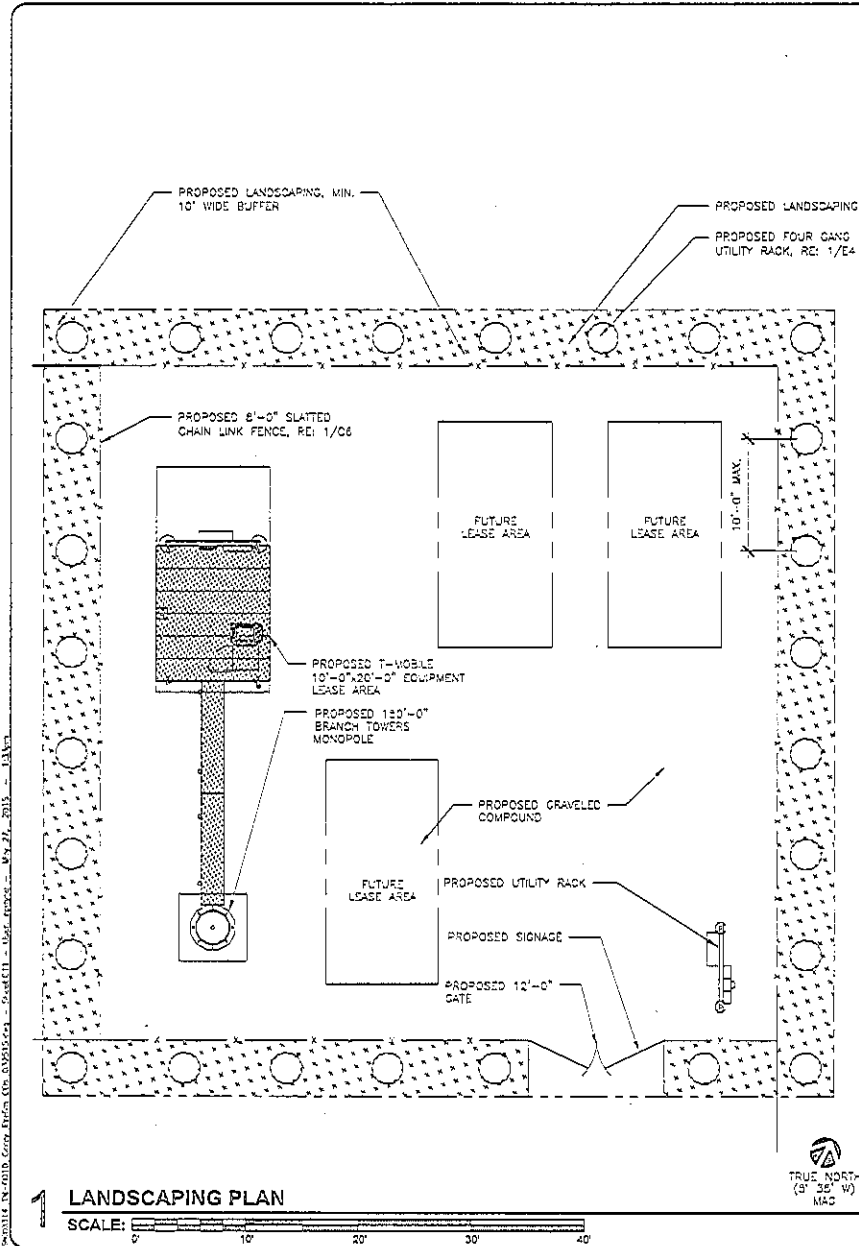 PROPOSED LANDSCAPING, MIN.
10' WIDE BUFFER
PROPOSED LANDSCAPING
PROPOSED FOUR GANG
UTILITY RACK, RE: 1/E4
PROPOSED 8'-0" SLATTED
CHAIN LINK FENCE, RE: 1/C6
10'-0" MAX.
FUTURE
LEASE AREA
FUTURE
LEASE AREA
PROPOSED T-MOBILE
10'-0"x20'-0" EQUIPMENT
LEASE AREA
PROPOSED 180'-0"
BRANCH TOWERS
MONOPOLE
PROPOSED GRAVELED
COMPOUND
FUTURE
LEASE AREA
PROPOSED UTILITY RACK
PROPOSED SIGNAGE
PROPOSED 12'-0"
GATE
TRUE NORTH
MAG
1 LANDSCAPING PLAN
SCALE:
0' 10' 20' 30' 40'